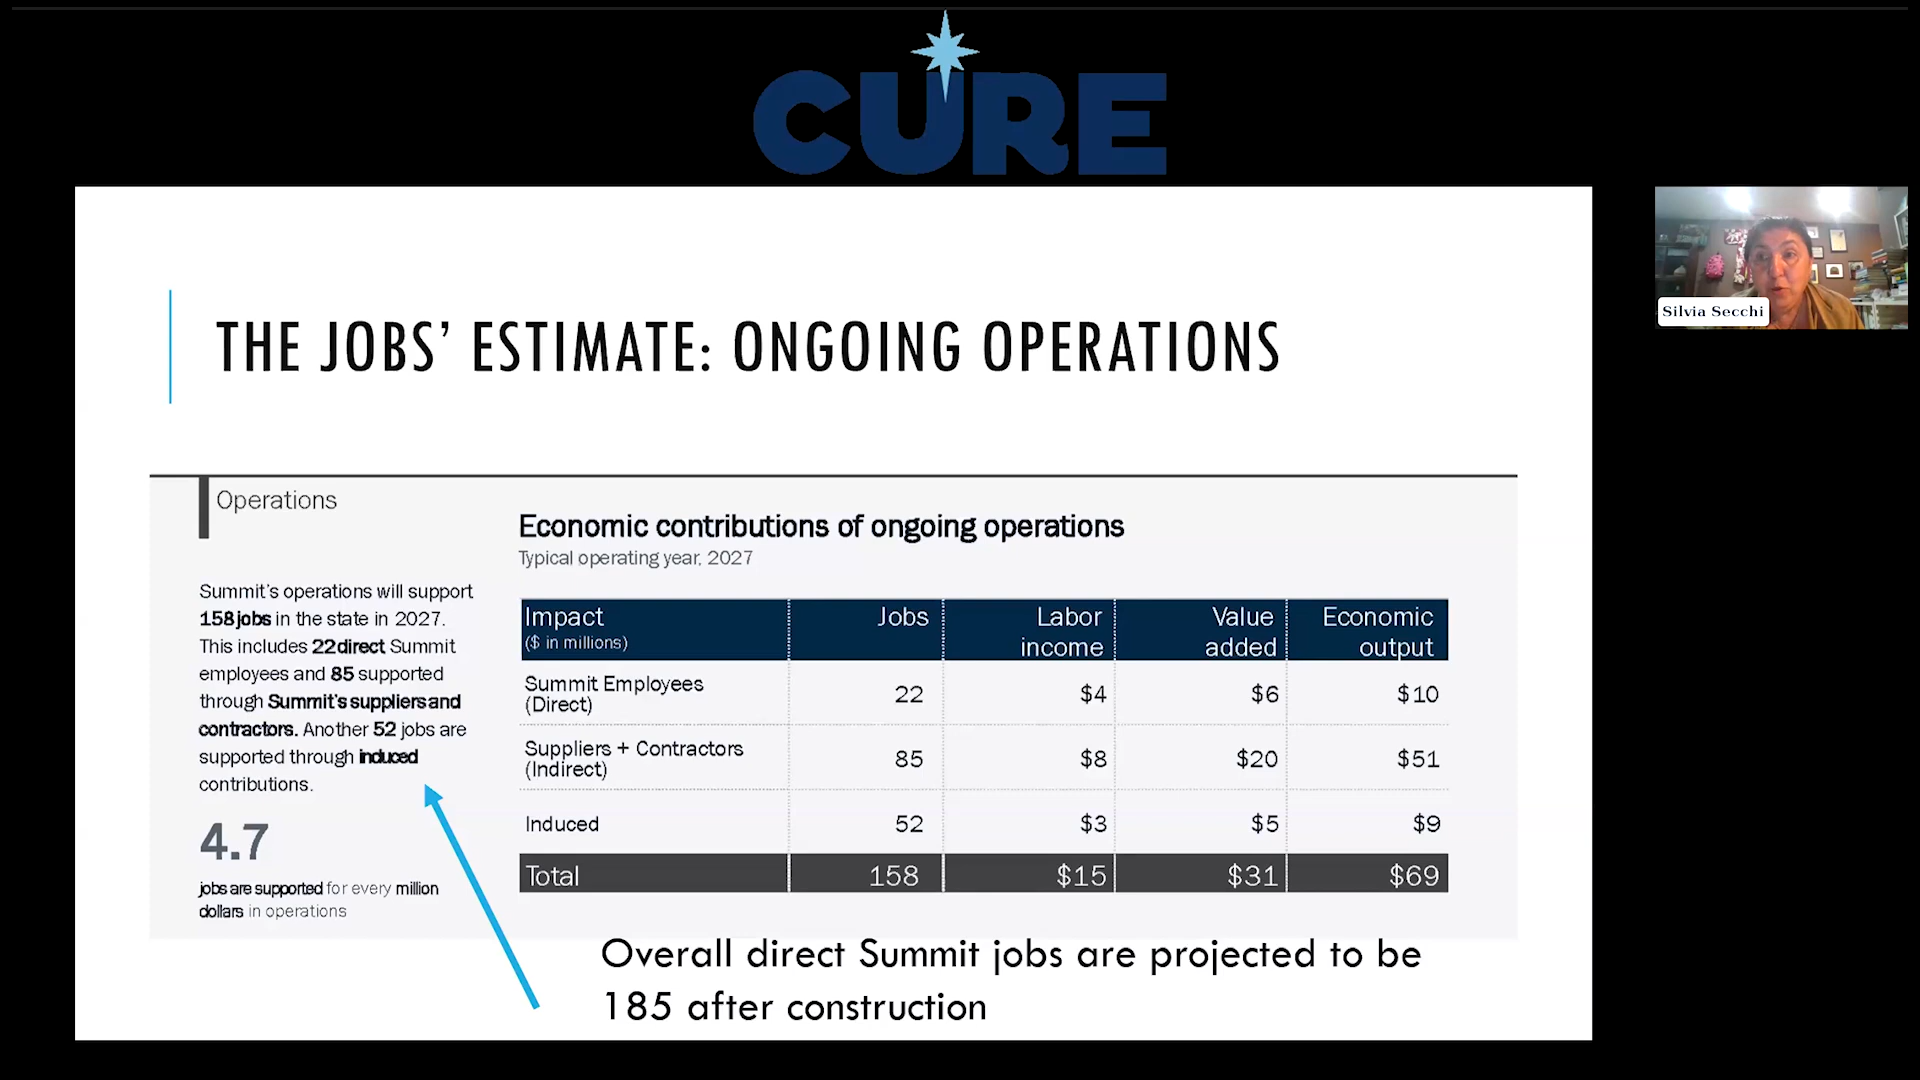 CURE
Silvia Secchi
THE JOBS’ ESTIMATE: ONGOING OPERATIONS
Operations
Summit’s operations will support
158 jobs in the state in 2027.
This includes 22 direct Summit
employees and 85 supported
through Summit’s suppliers and
contractors. Another 52 jobs are
supported through induced
contributions.
4.7
jobs are supported for every million
dollars in operations
Economic contributions of ongoing operations
Typical operating year, 2027
Impact ($ in millions) Jobs Labor income Value added Economic output
Summit Employees (Direct) 22 $4 $6 $10
Suppliers + Contractors (Indirect) 85 $8 $20 $51
Induced 52 $3 $5 $9
Total 158 $15 $31 $69
Overall direct Summit jobs are projected to be
185 after construction